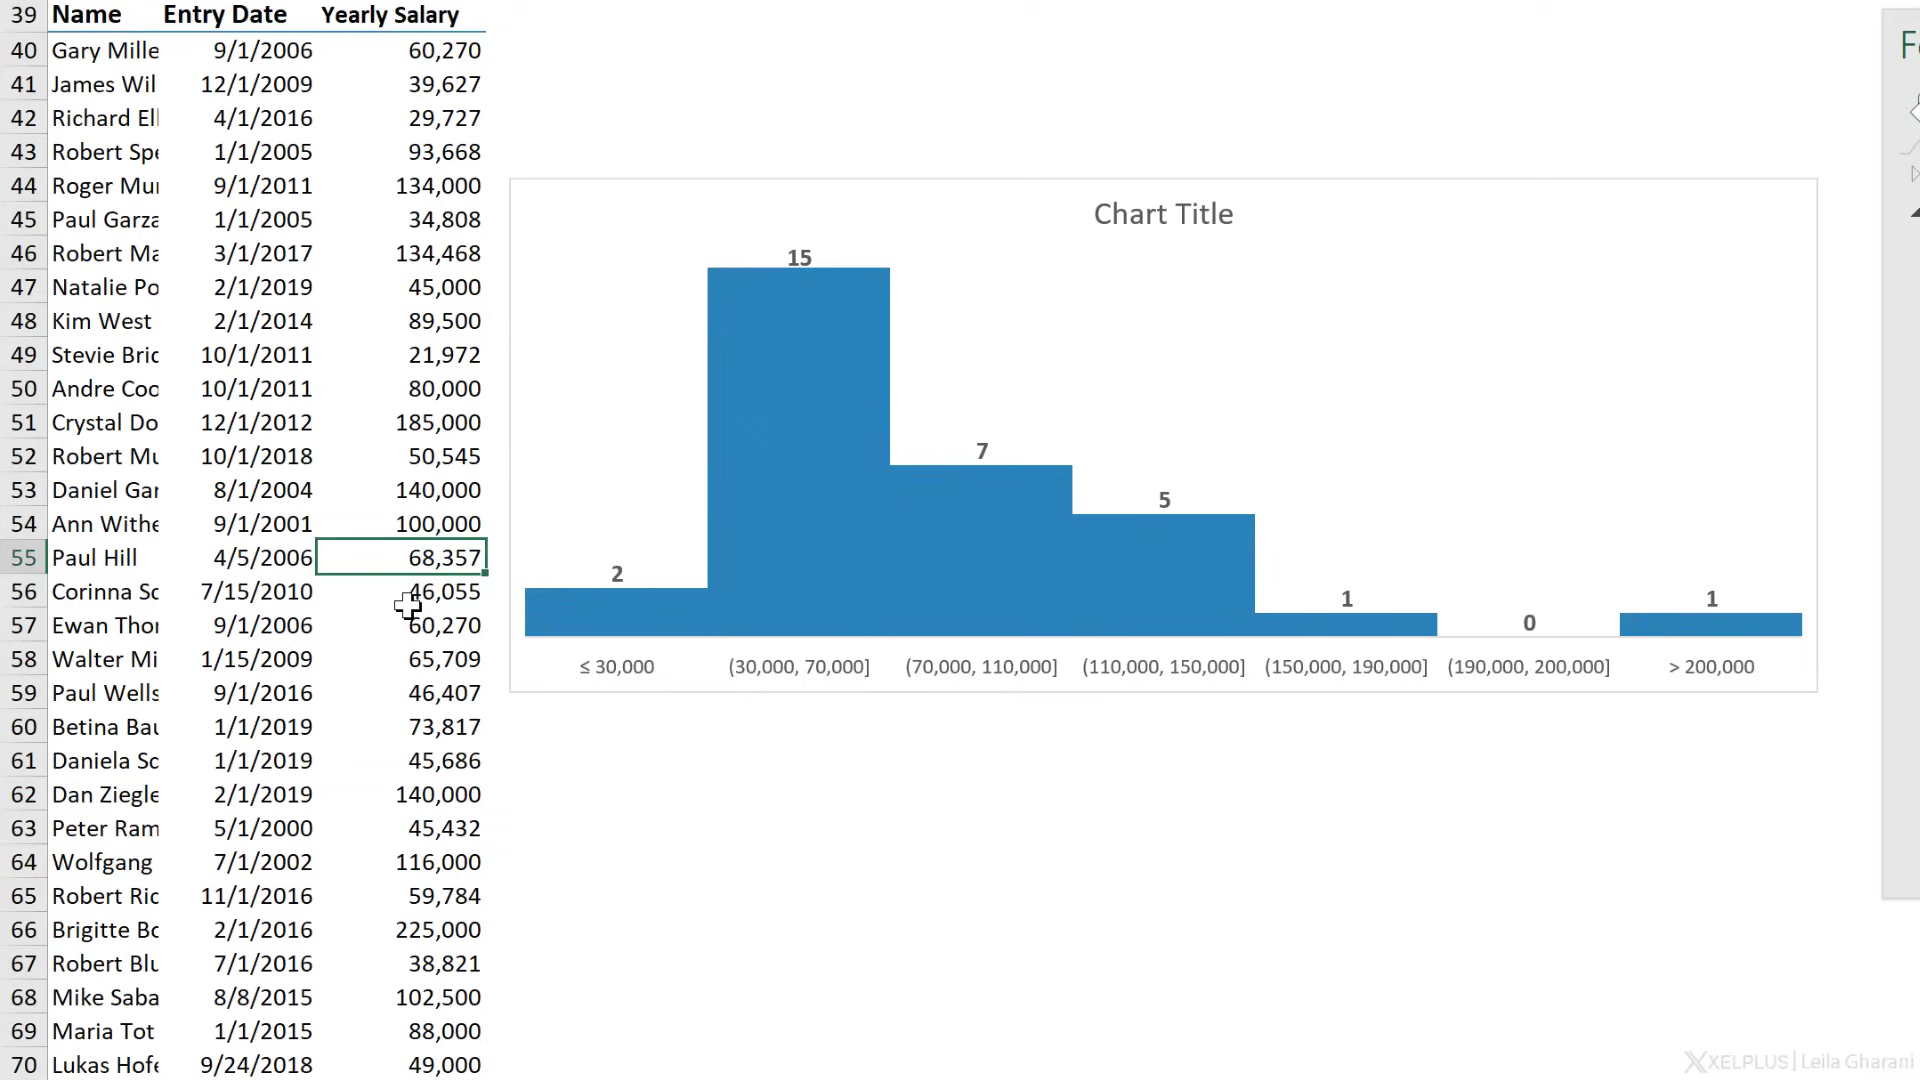 39 Name Entry Date Yearly Salary
40 Gary Mille 9/1/2006 60,270
41 James Wil 12/1/2009 39,627
42 Richard Ell 4/1/2016 29,727
43 Robert Spe 1/1/2005 93,668
44 Roger Mur 9/1/2011 134,000
45 Paul Garza 1/1/2005 34,808
46 Robert Ma 3/1/2017 134,468
47 Natalie Po 2/1/2019 45,000
48 Kim West 2/1/2014 89,500
49 Stevie Brid 10/1/2011 21,972
50 Andre Coo 10/1/2011 80,000
51 Crystal Do 12/1/2012 185,000
52 Robert Mu 10/1/2018 50,545
53 Daniel Gar 8/1/2004 140,000
54 Ann Withe 9/1/2001 100,000
55 Paul Hill 4/5/2006 68,357
56 Corinna Sc 7/15/2010 46,055
57 Ewan Thor 9/1/2006 60,270
58 Walter Mi 1/15/2009 65,709
59 Paul Wells 9/1/2016 46,407
60 Betina Bau 1/1/2019 73,817
61 Daniela Sc 1/1/2019 45,686
62 Dan Ziegle 2/1/2019 140,000
63 Peter Ram 5/1/2000 45,432
64 Wolfgang 7/1/2002 116,000
65 Robert Ric 11/1/2016 59,784
66 Brigitte Bo 2/1/2016 225,000
67 Robert Blu 7/1/2016 38,821
68 Mike Saba 8/8/2015 102,500
69 Maria Tot 1/1/2015 88,000
70 Lukas Hofe 9/24/2018 49,000
Chart Title
15
7
5
2
1
0
1
≤ 30,000 (30,000, 70,000] (70,000, 110,000] (110,000, 150,000] (150,000, 190,000] (190,000, 200,000] > 200,000
XELPLUS | Leila Gharani